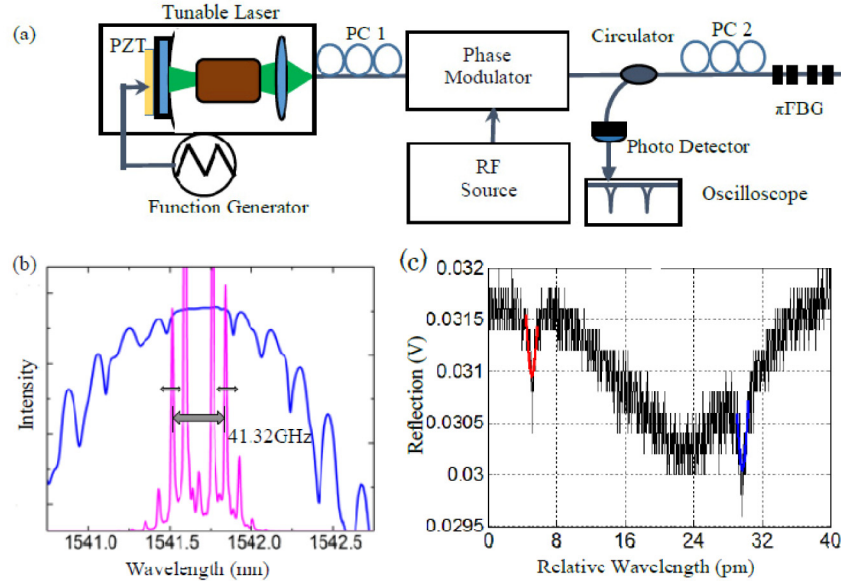 (a)
Tunable Laser
PZT
PC 1
Phase
Modulator
Circulator
PC 2
πFBG
Photo Detector
RF
Source
Oscilloscope
Function Generator
(b)
Intensity
41.32GHz
1541.0 1541.5 1542.0 1542.5
Wavelength (nm)
(c)
Reflection (V)
0.032
0.0315
0.031
0.0305
0.03
0.0295
0 8 16 24 32 40
Relative Wavelength (pm)